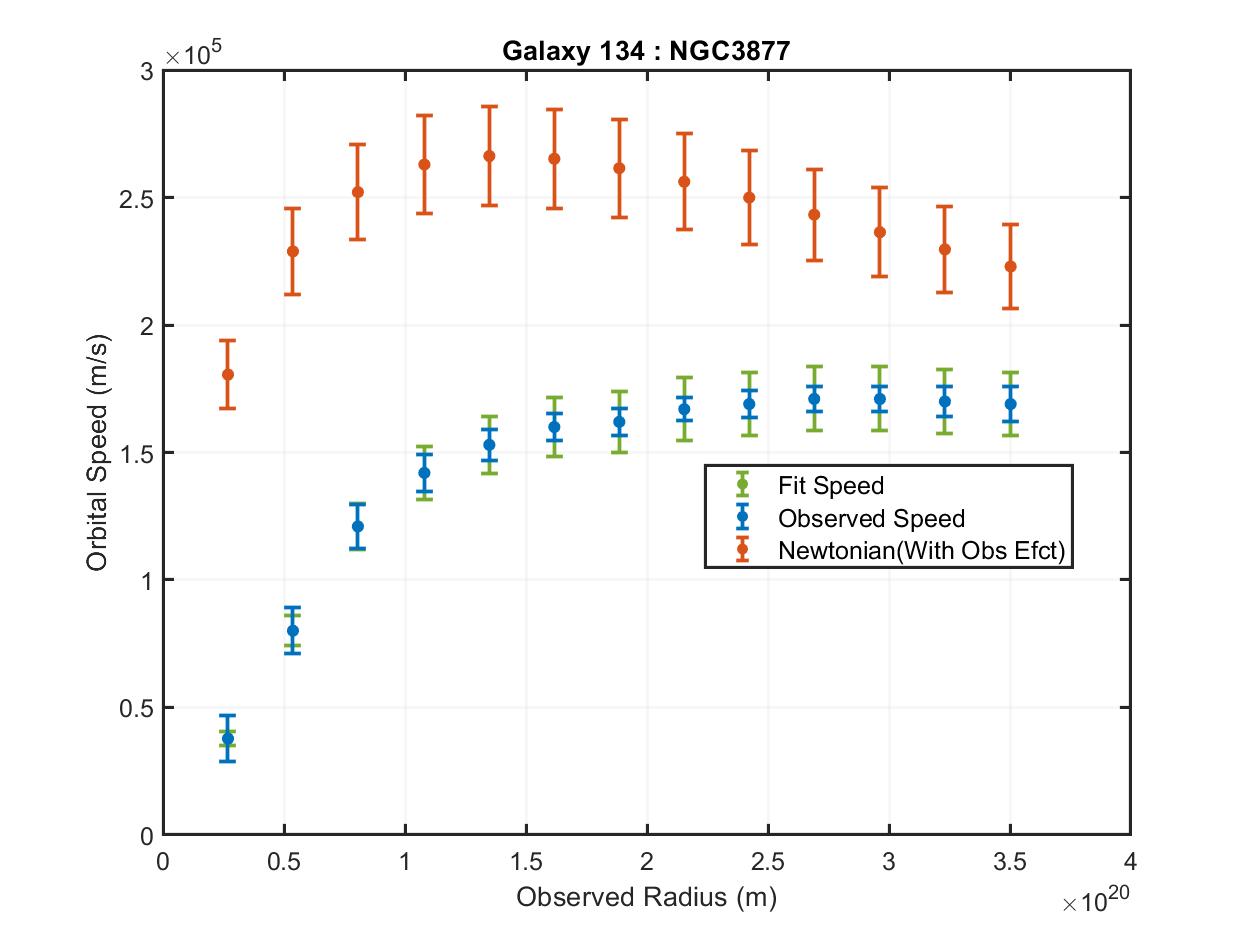 Galaxy 134 : NGC3877
×10^5
3
2.5
2
1.5
1
0.5
0
Orbital Speed (m/s)
Fit Speed
Observed Speed
Newtonian(With Obs Efct)
0 0.5 1 1.5 2 2.5 3 3.5 4
Observed Radius (m)
×10^20